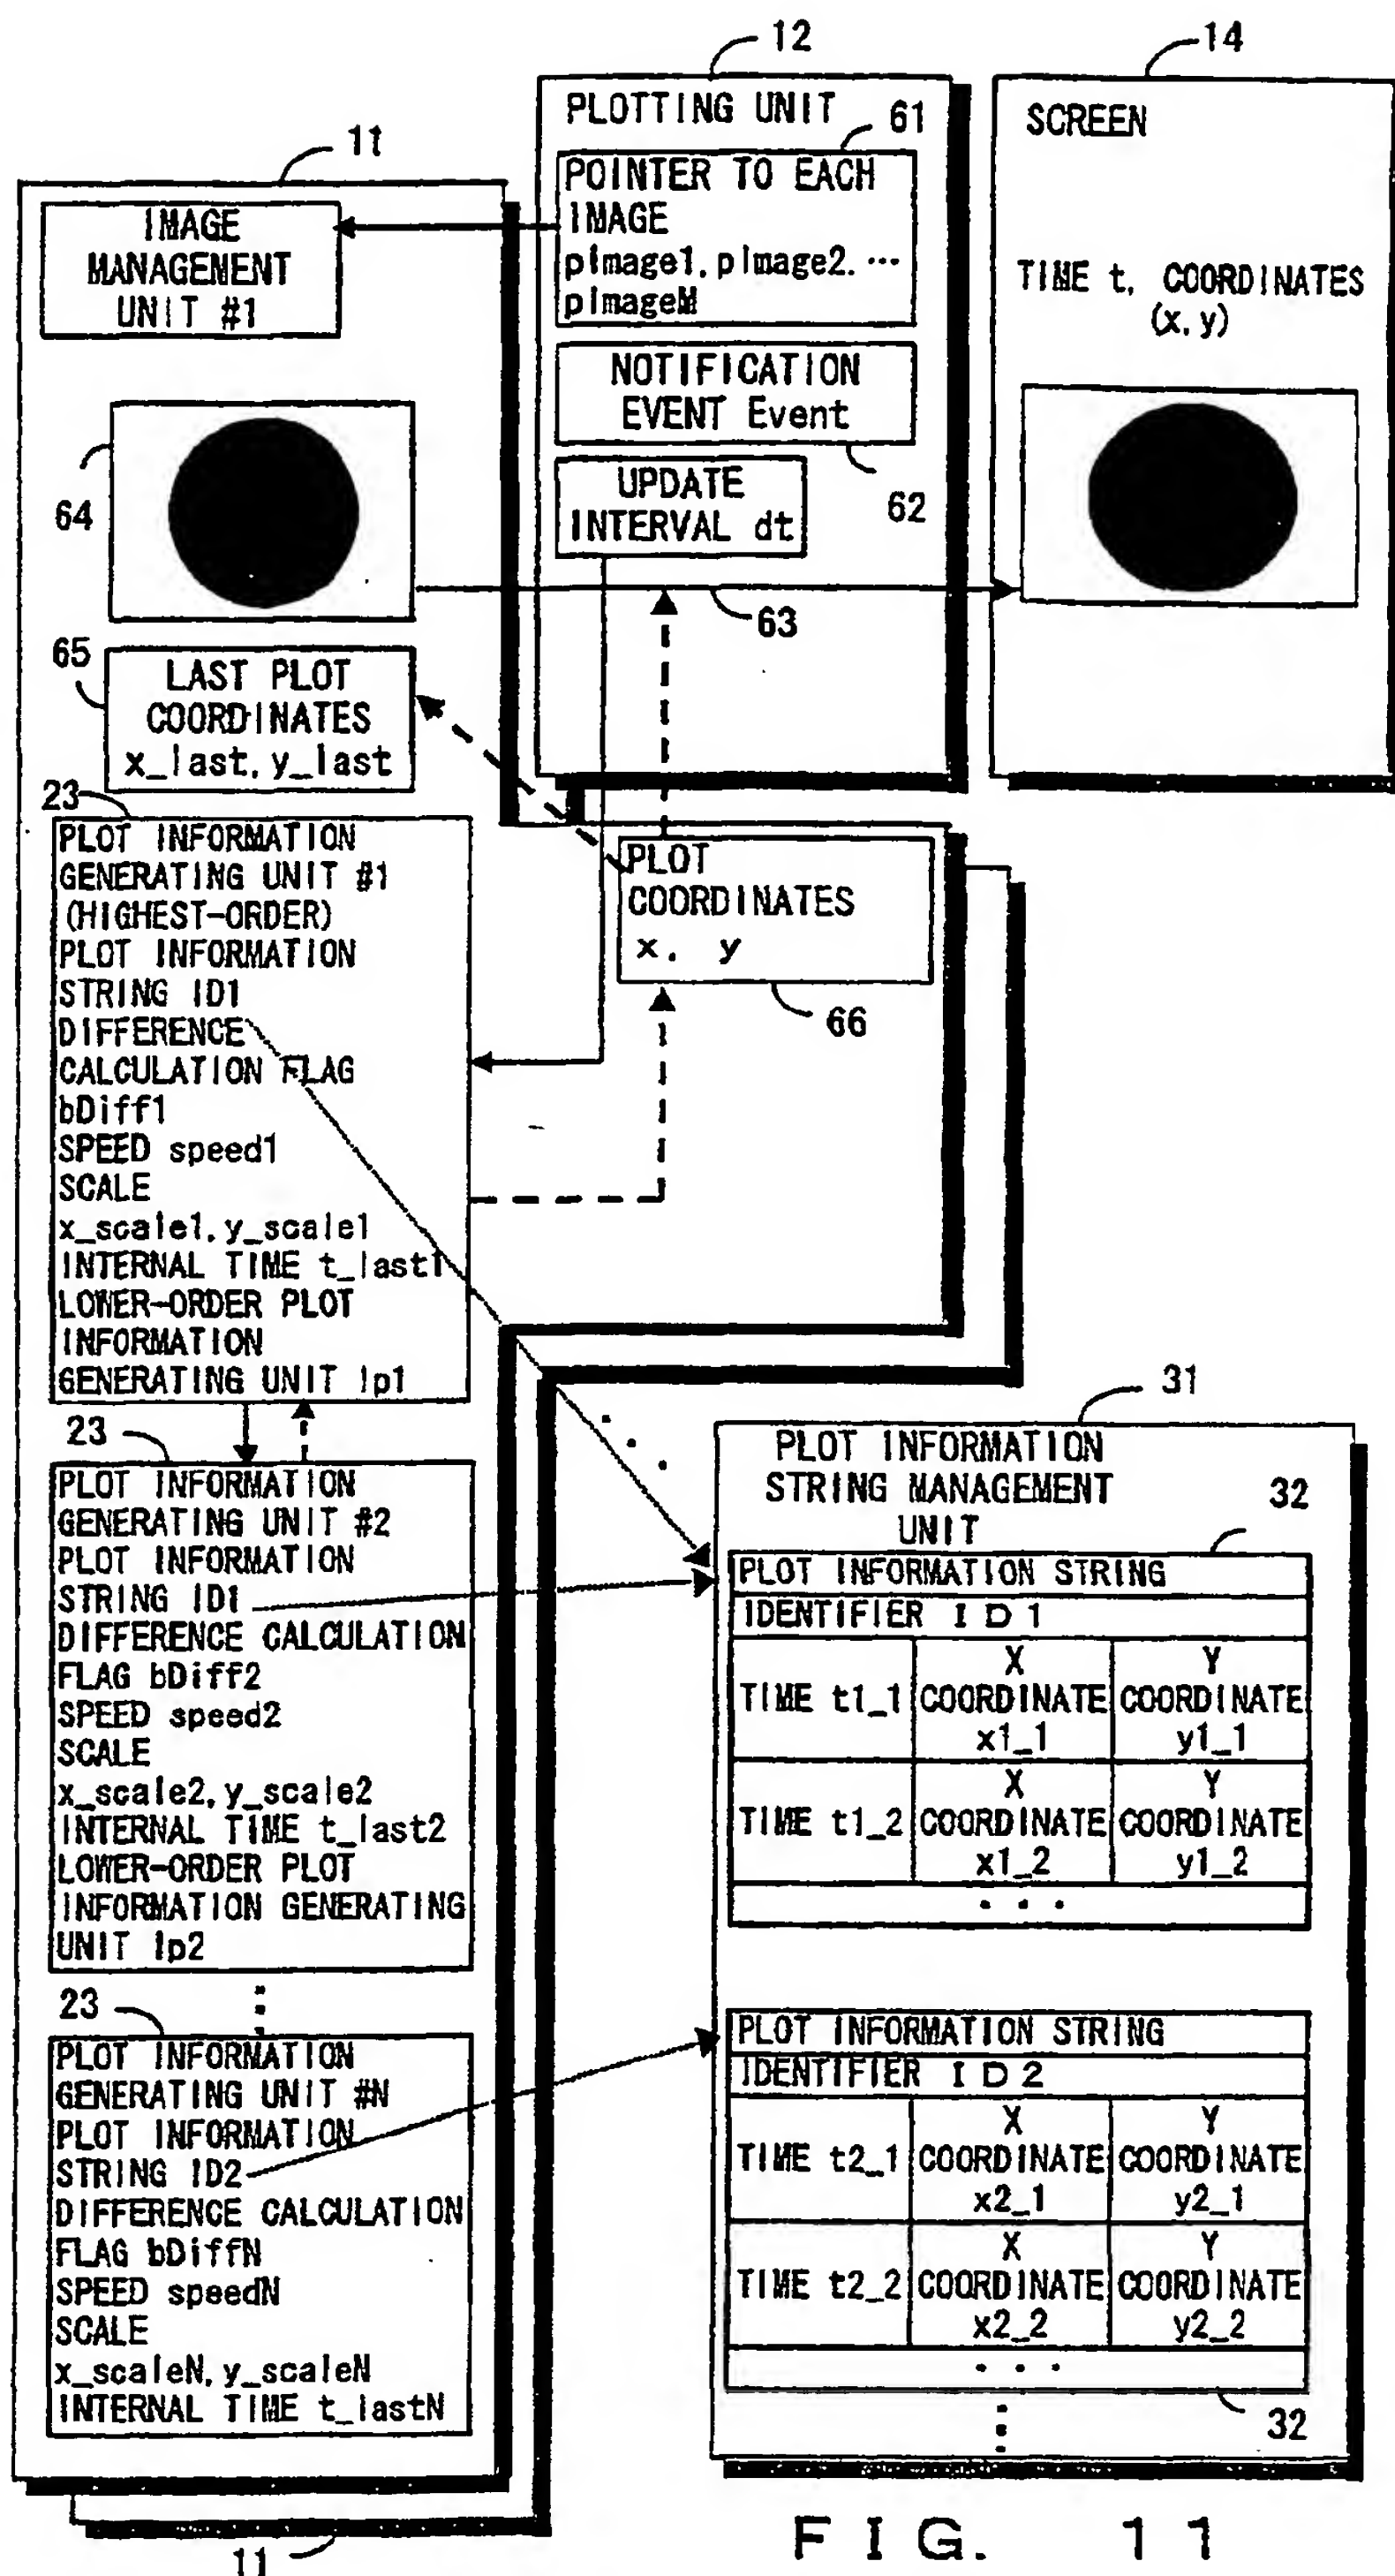 12
14
PLOTTING UNIT
61
SCREEN
11
POINTER TO EACH
IMAGE
pImage1, pImage2, ...
pImageM
IMAGE
MANAGEMENT
UNIT #1
TIME t, COORDINATES
(x, y)
NOTIFICATION
EVENT Event
62
UPDATE
INTERVAL dt
64
63
65
LAST PLOT
COORDINATES
x_last, y_last
23
PLOT INFORMATION
GENERATING UNIT #1
(HIGHEST-ORDER)
PLOT INFORMATION
STRING ID1
DIFFERENCE
CALCULATION FLAG
bDiff1
SPEED speed1
SCALE
x_scale1, y_scale1
INTERNAL TIME t_last1
LOWER-ORDER PLOT
INFORMATION
GENERATING UNIT lp1
PLOT
COORDINATES
x, y
66
23
PLOT INFORMATION
GENERATING UNIT #2
PLOT INFORMATION
STRING ID1
DIFFERENCE CALCULATION
FLAG bDiff2
SPEED speed2
SCALE
x_scale2, y_scale2
INTERNAL TIME t_last2
LOWER-ORDER PLOT
INFORMATION GENERATING
UNIT lp2
23
PLOT INFORMATION
GENERATING UNIT #N
PLOT INFORMATION
STRING ID2
DIFFERENCE CALCULATION
FLAG bDiffN
SPEED speedN
SCALE
x_scaleN, y_scaleN
INTERNAL TIME t_lastN
11
31
PLOT INFORMATION
STRING MANAGEMENT
UNIT
32
PLOT INFORMATION STRING
IDENTIFIER ID1
TIME t1_1
X
COORDINATE
x1_1
Y
COORDINATE
y1_1
TIME t1_2
X
COORDINATE
x1_2
Y
COORDINATE
y1_2
...
PLOT INFORMATION STRING
IDENTIFIER ID2
TIME t2_1
X
COORDINATE
x2_1
Y
COORDINATE
y2_1
TIME t2_2
X
COORDINATE
x2_2
Y
COORDINATE
y2_2
...
32
FIG. 11